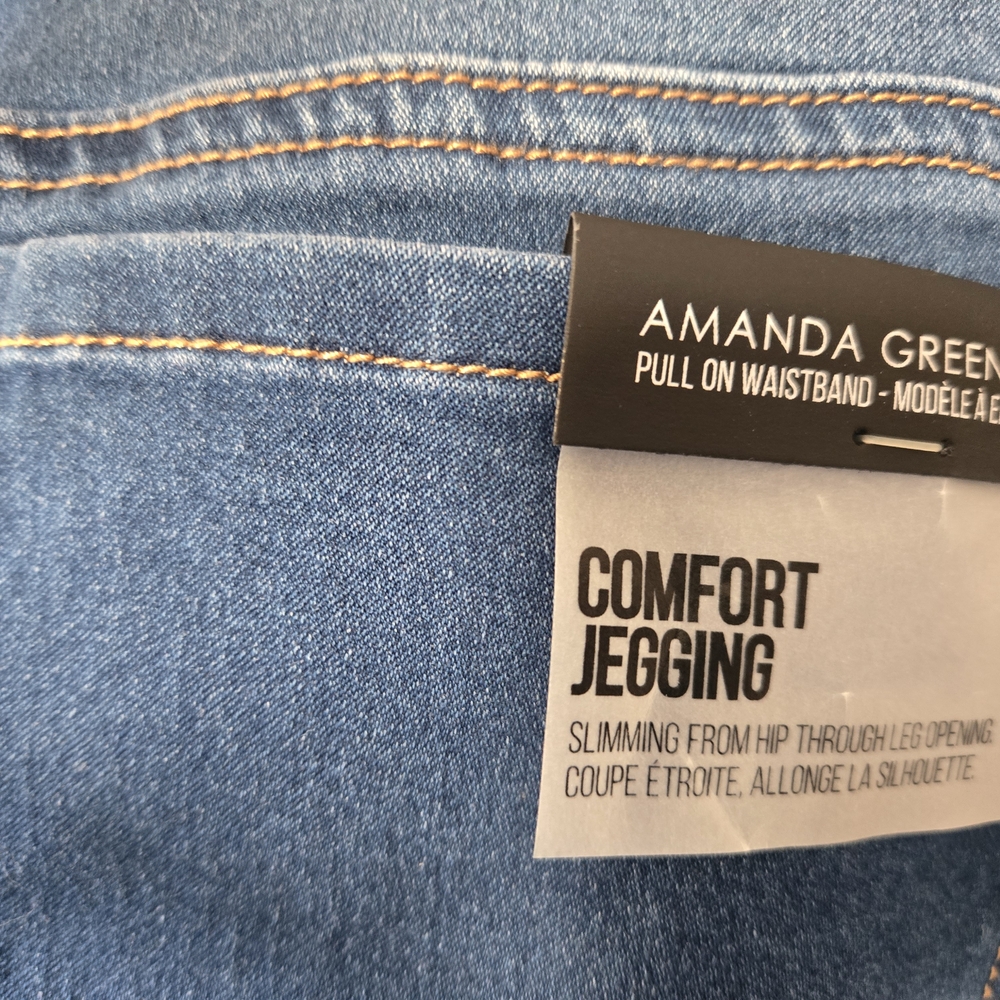 AMANDA GREEN
PULL ON WAISTBAND - MODÈLE À
COMFORT
JEGGING
SLIMMING FROM HIP THROUGH LEG OPENING.
COUPE ÉTROITE, ALLONGE LA SILHOUETTE.